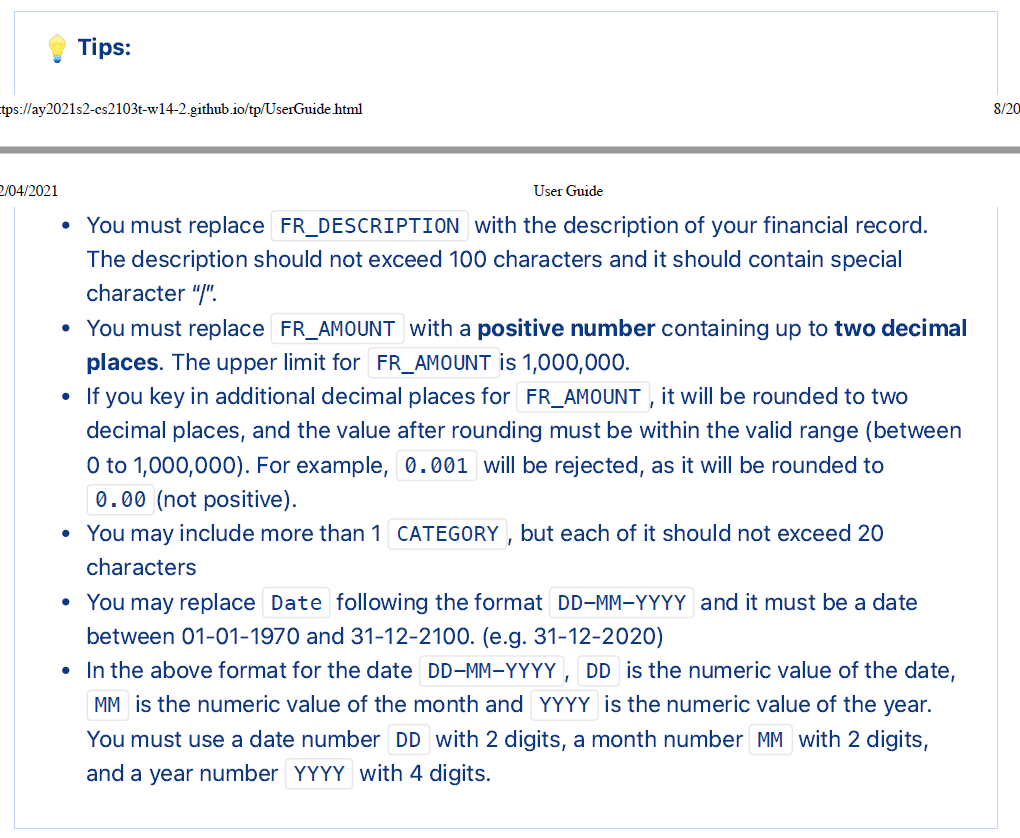 💡 Tips:
ttps://ay2021s2-cs2103t-w14-2.github.io/tp/UserGuide.html 8/20
2/04/2021 User Guide
• You must replace FR_DESCRIPTION with the description of your financial record.
The description should not exceed 100 characters and it should contain special
character “/”.
• You must replace FR_AMOUNT with a positive number containing up to two decimal
places. The upper limit for FR_AMOUNT is 1,000,000.
• If you key in additional decimal places for FR_AMOUNT, it will be rounded to two
decimal places, and the value after rounding must be within the valid range (between
0 to 1,000,000). For example, 0.001 will be rejected, as it will be rounded to
0.00 (not positive).
• You may include more than 1 CATEGORY, but each of it should not exceed 20
characters
• You may replace Date following the format DD-MM-YYYY and it must be a date
between 01-01-1970 and 31-12-2100. (e.g. 31-12-2020)
• In the above format for the date DD-MM-YYYY, DD is the numeric value of the date,
MM is the numeric value of the month and YYYY is the numeric value of the year.
You must use a date number DD with 2 digits, a month number MM with 2 digits,
and a year number YYYY with 4 digits.